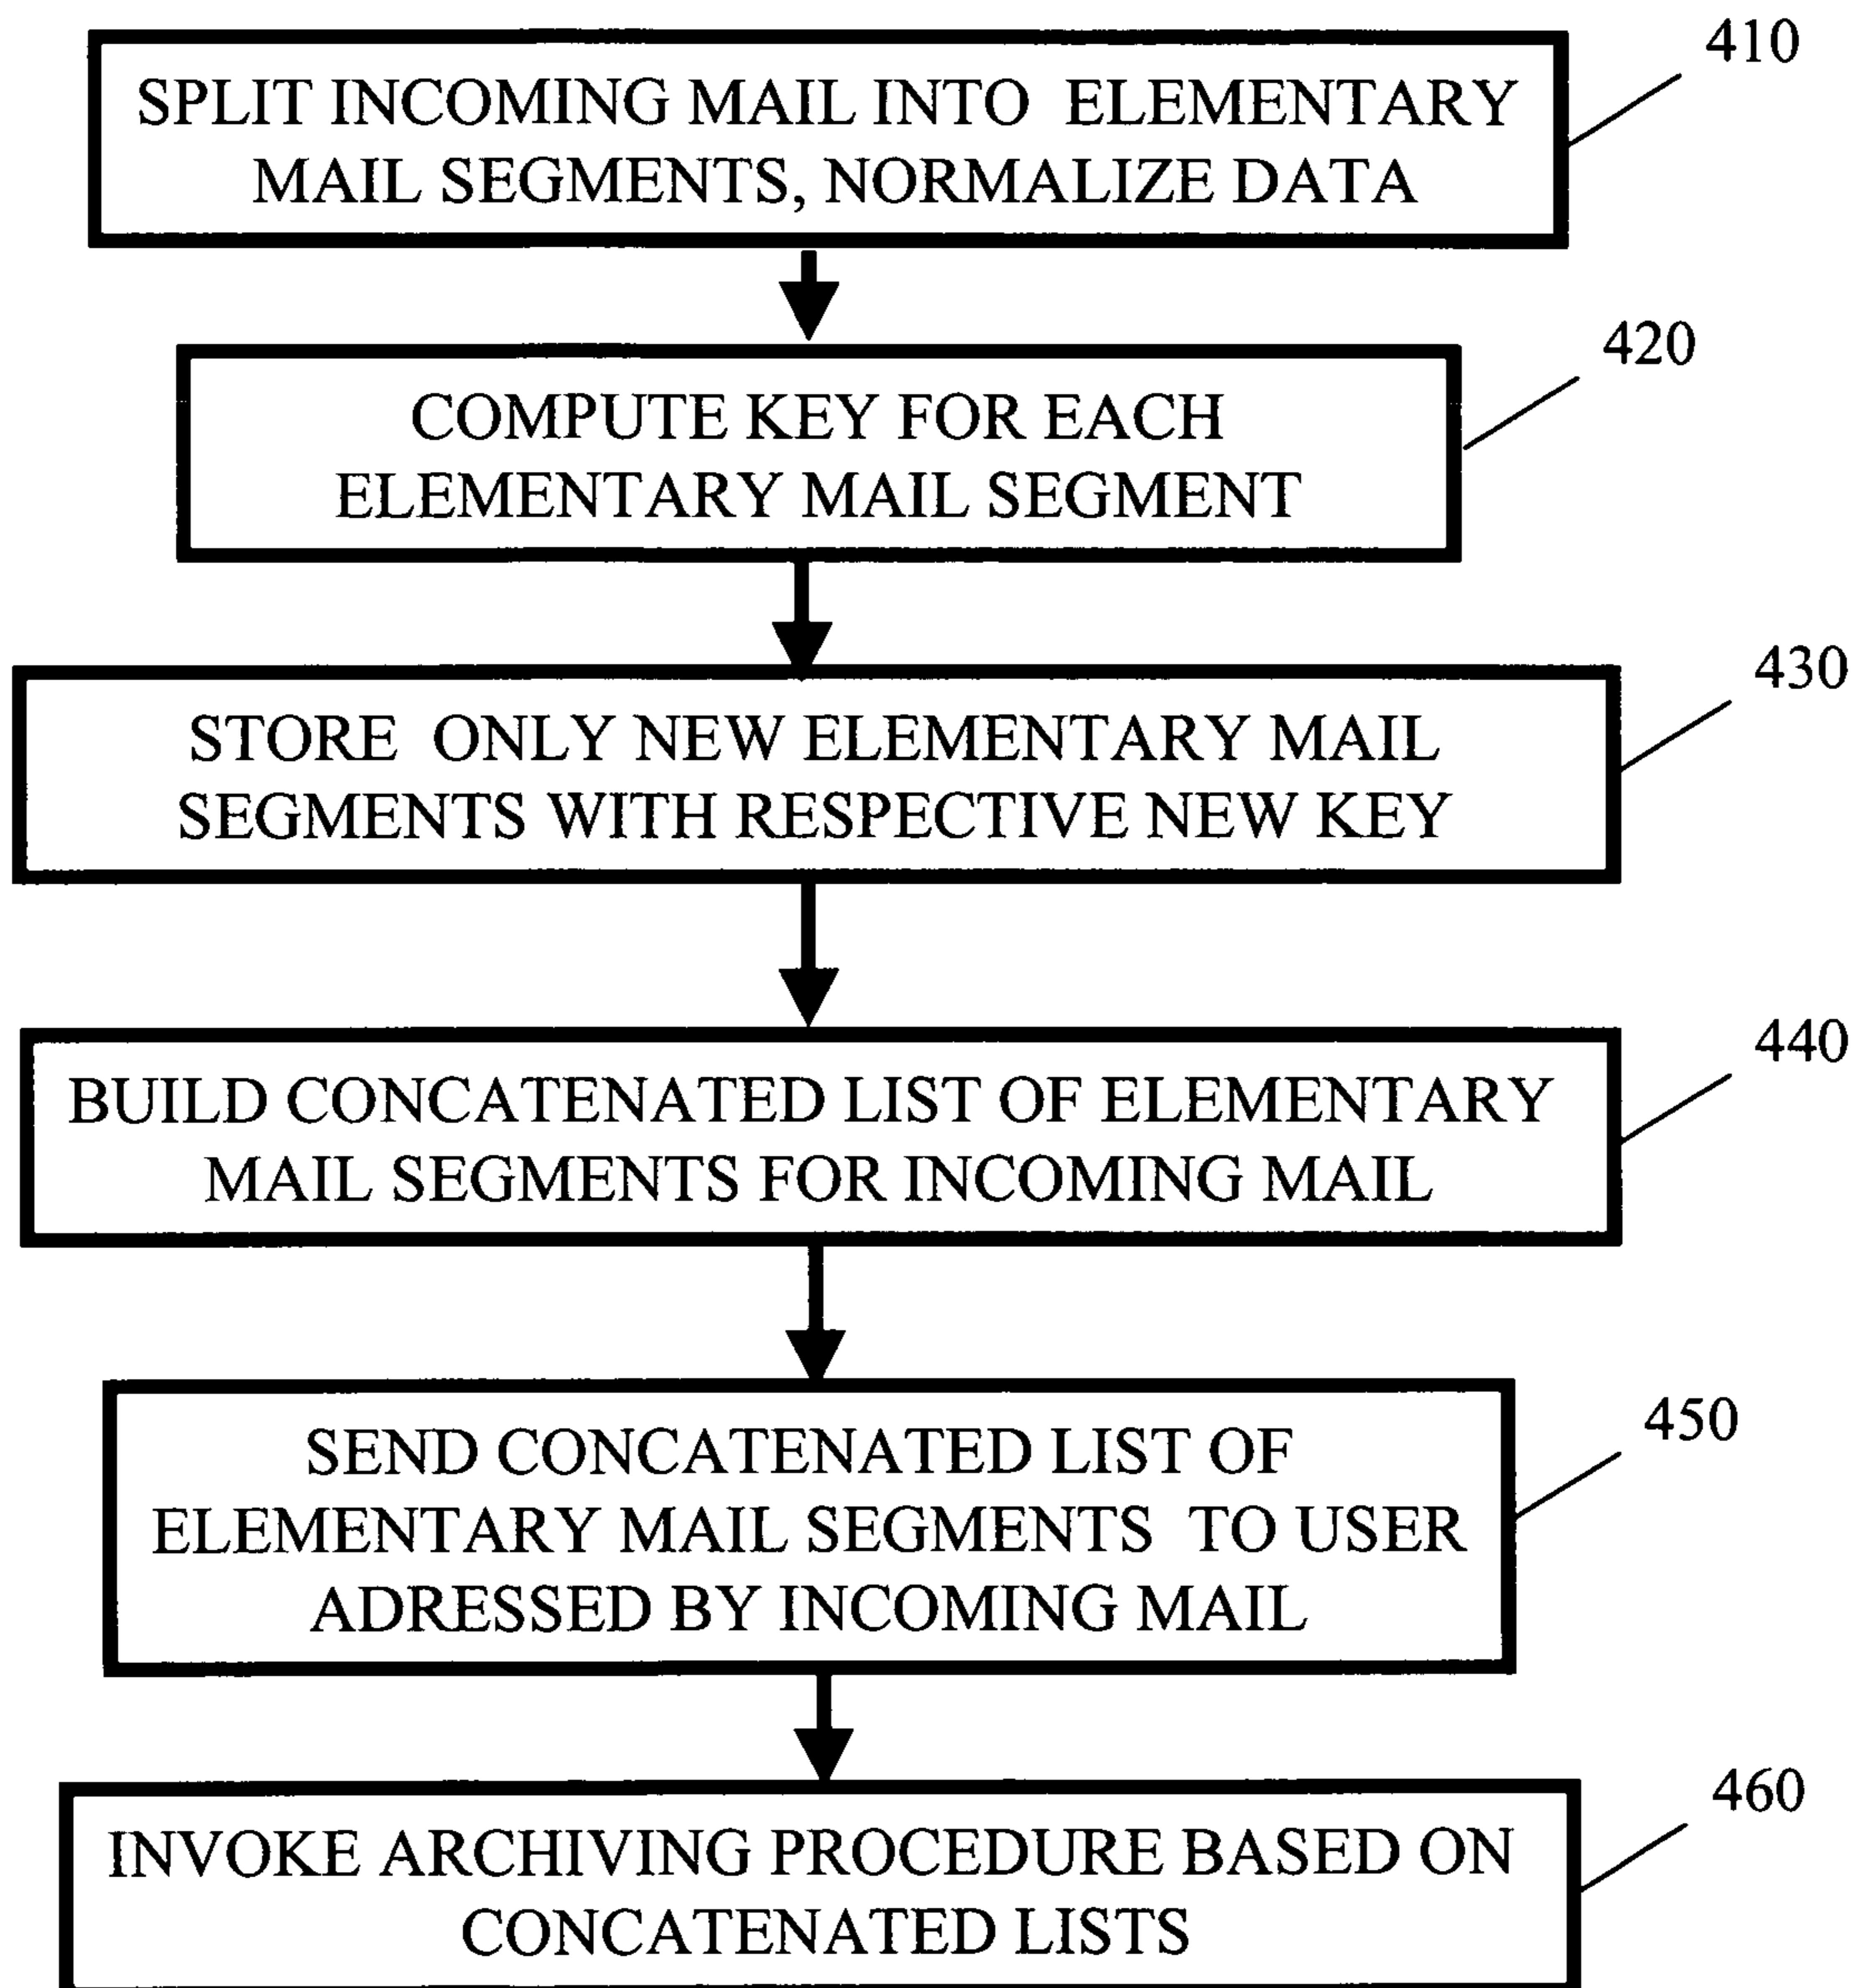 410
SPLIT INCOMING MAIL INTO ELEMENTARY
MAIL SEGMENTS, NORMALIZE DATA
420
COMPUTE KEY FOR EACH
ELEMENTARY MAIL SEGMENT
430
STORE ONLY NEW ELEMENTARY MAIL
SEGMENTS WITH RESPECTIVE NEW KEY
440
BUILD CONCATENATED LIST OF ELEMENTARY
MAIL SEGMENTS FOR INCOMING MAIL
450
SEND CONCATENATED LIST OF
ELEMENTARY MAIL SEGMENTS TO USER
ADRESSED BY INCOMING MAIL
460
INVOKE ARCHIVING PROCEDURE BASED ON
CONCATENATED LISTS